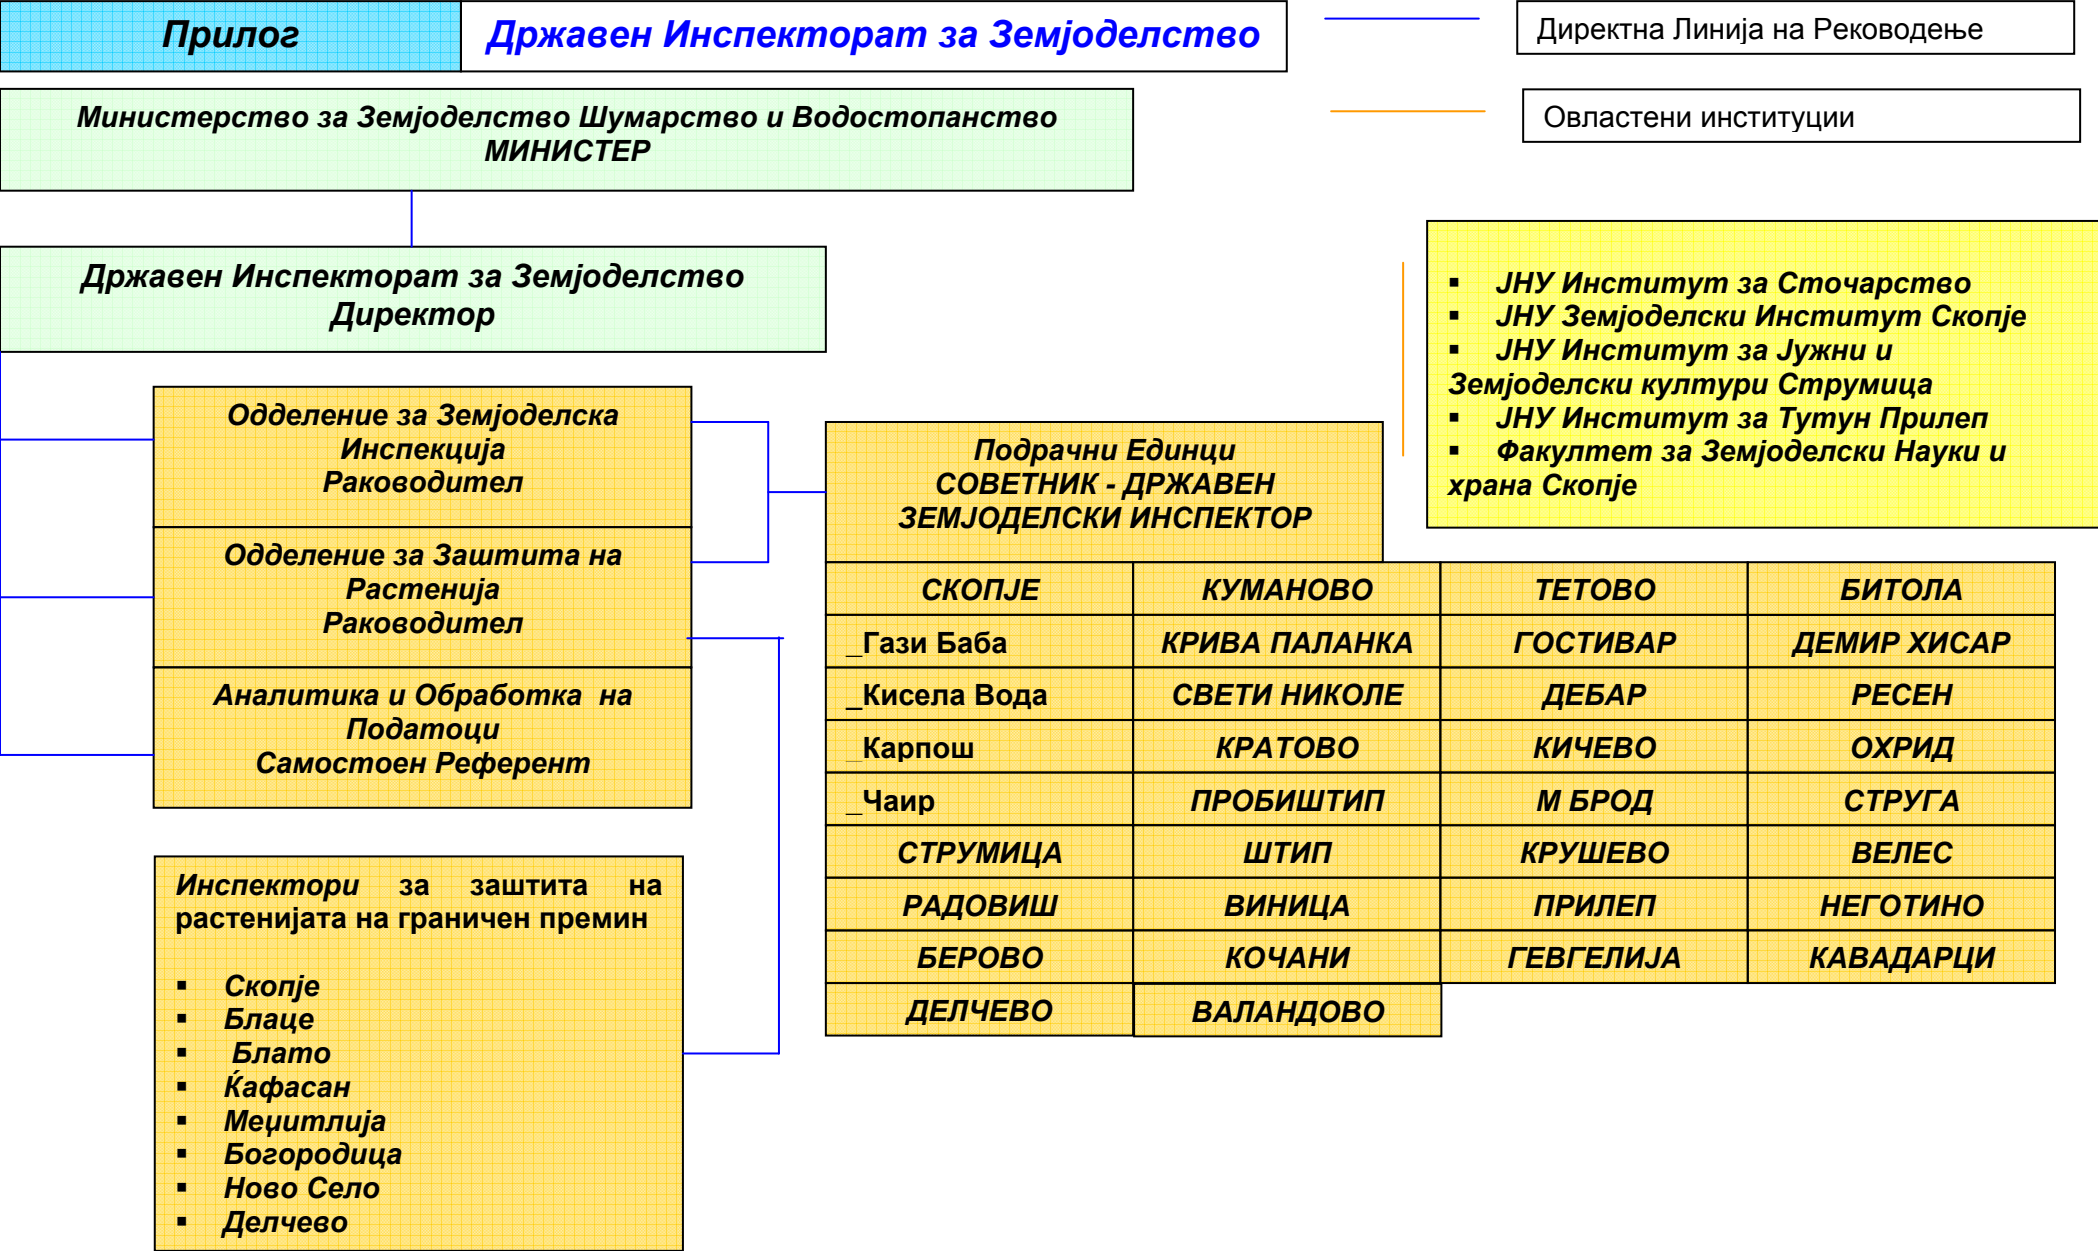 Прилог
Државен Инспекторат за Земјоделство
Директна Линија на Реководење
Министерство за Земјоделство Шумарство и Водостопанство
МИНИСТЕР
Овластени институции
Државен Инспекторат за Земјоделство
Директор
▪ ЈНУ Институт за Сточарство
▪ ЈНУ Земјоделски Институт Скопје
▪ ЈНУ Институт за Јужни и
Земјоделски култури Струмица
▪ ЈНУ Институт за Тутун Прилеп
▪ Факултет за Земјоделски Науки и
храна Скопје
Одделение за Земјоделска
Инспекција
Раководител
Одделение за Заштита на
Растенија
Раководител
Аналитика и Обработка на
Податоци
Самостоен Референт
Подрачни Единци
СОВЕТНИК - ДРЖАВЕН
ЗЕМЈОДЕЛСКИ ИНСПЕКТОР
СКОПЈЕ КУМАНОВО ТЕТОВО БИТОЛА
_Гази Баба КРИВА ПАЛАНКА ГОСТИВАР ДЕМИР ХИСАР
_Кисела Вода СВЕТИ НИКОЛЕ ДЕБАР РЕСЕН
_Карпош КРАТОВО КИЧЕВО ОХРИД
_Чаир ПРОБИШТИП М БРОД СТРУГА
СТРУМИЦА ШТИП КРУШЕВО ВЕЛЕС
РАДОВИШ ВИНИЦА ПРИЛЕП НЕГОТИНО
БЕРОВО КОЧАНИ ГЕВГЕЛИЈА КАВАДАРЦИ
ДЕЛЧЕВО ВАЛАНДОВО
Инспектори за заштита на
растенијата на граничен премин
▪ Скопје
▪ Блаце
▪ Блато
▪ Ќафасан
▪ Меџитлија
▪ Богородица
▪ Ново Село
▪ Делчево